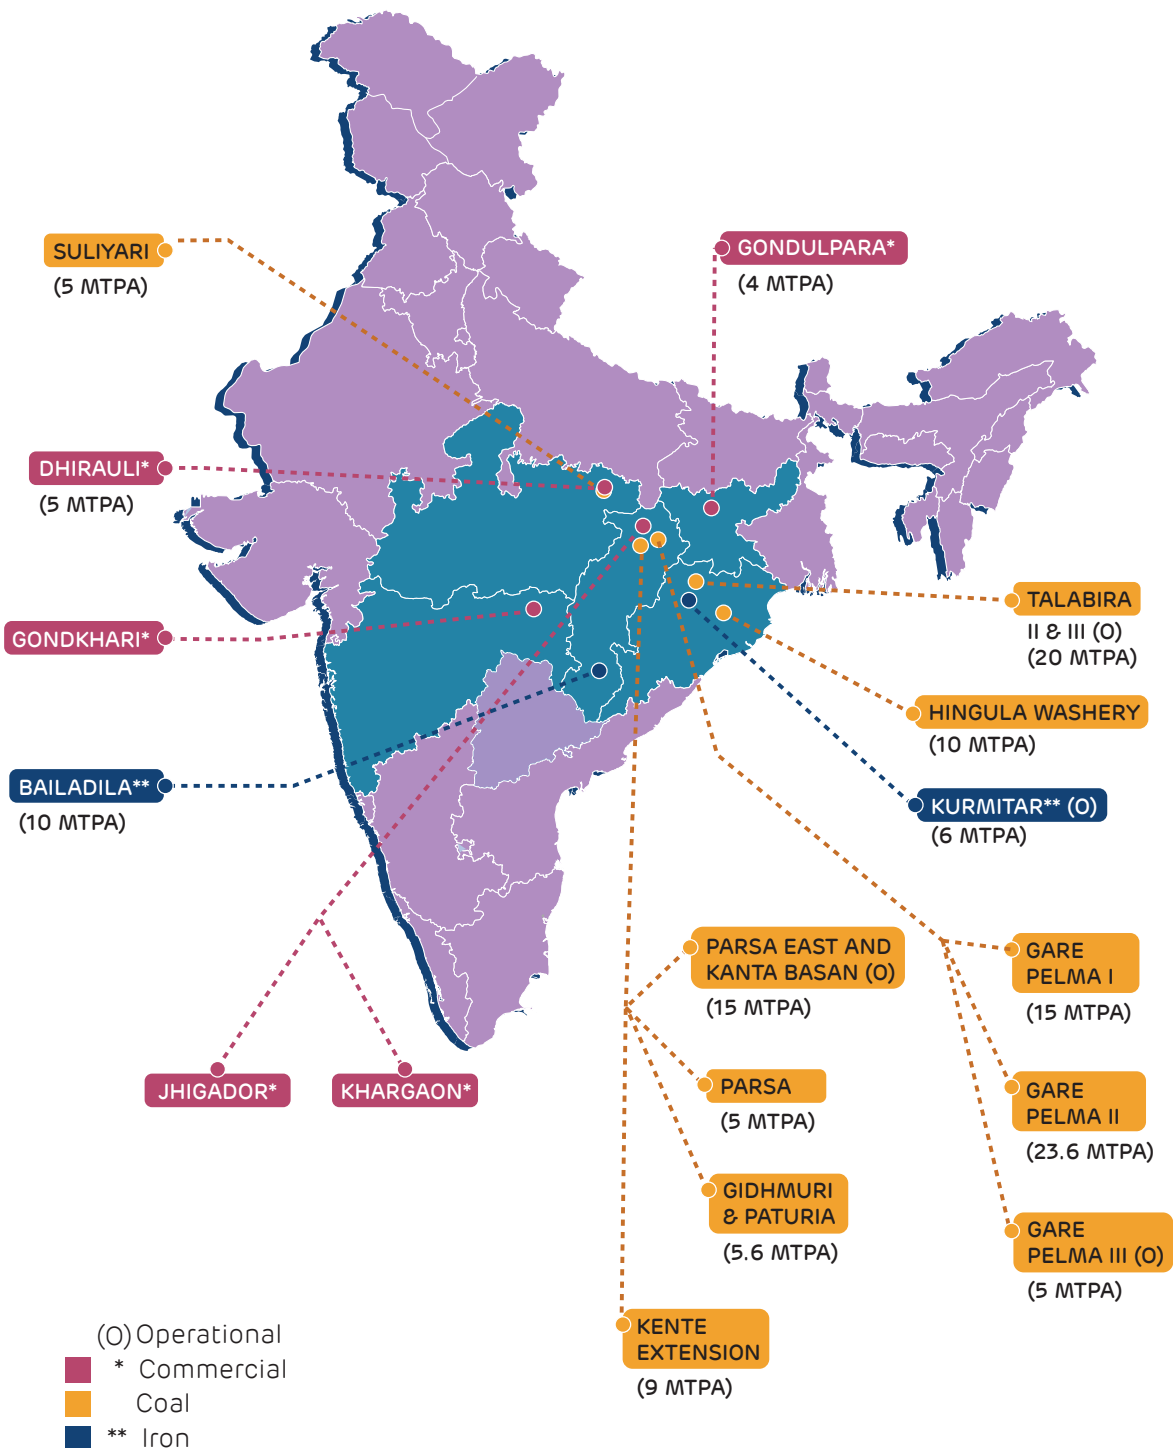 SULIYARI
(5 MTPA)
GONDULPARA*
(4 MTPA)
DHIRAULI*
(5 MTPA)
GONDKHARI*
BAILADILA**
(10 MTPA)
TALABIRA
II & III (O)
(20 MTPA)
HINGULA WASHERY
(10 MTPA)
KURMITAR** (O)
(6 MTPA)
JHIGADOR*
KHARGAON*
PARSA EAST AND
KANTA BASAN (O)
(15 MTPA)
PARSA
(5 MTPA)
GIDHMURI
& PATURIA
(5.6 MTPA)
KENTE
EXTENSION
(9 MTPA)
GARE
PELMA I
(15 MTPA)
GARE
PELMA II
(23.6 MTPA)
GARE
PELMA III (O)
(5 MTPA)
(O) Operational
* Commercial
Coal
** Iron